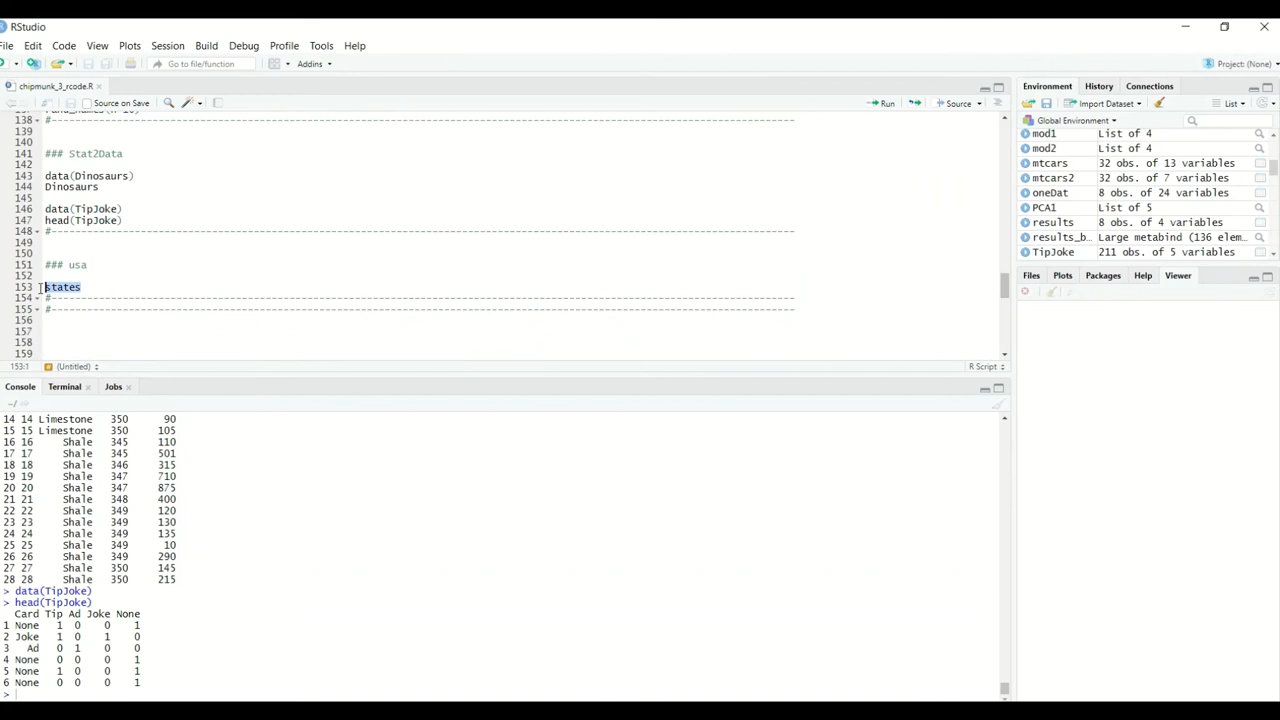 RStudio
File Edit Code View Plots Session Build Debug Profile Tools Help
Go to file/function Addins Project: (None)
chipmunk_3_rcode.R
Source on Save Run Source
138 #
139
140
141 ### Stat2Data
142
143 data(Dinosaurs)
144 Dinosaurs
145
146 data(TipJoke)
147 head(TipJoke)
148 #
149
150
151 ### usa
152
153 states
154 #
155 #
156
157
158
159
153:1 (Untitled) R Script
Console Terminal Jobs
~/
14 14 Limestone 350 90
15 15 Limestone 350 105
16 16 Shale 345 110
17 17 Shale 345 501
18 18 Shale 346 315
19 19 Shale 347 710
20 20 Shale 347 875
21 21 Shale 348 400
22 22 Shale 349 120
23 23 Shale 349 130
24 24 Shale 349 135
25 25 Shale 349 10
26 26 Shale 349 290
27 27 Shale 350 145
28 28 Shale 350 215
> data(TipJoke)
> head(TipJoke)
Card Tip Ad Joke None
1 None 1 0 0 1
2 Joke 1 0 1 0
3 Ad 0 1 0 0
4 None 0 0 0 1
5 None 1 0 0 1
6 None 0 0 0 1
>
Environment History Connections
Import Dataset List
Global Environment
mod1 List of 4
mod2 List of 4
mtcars 32 obs. of 13 variables
mtcars2 32 obs. of 7 variables
oneDat 8 obs. of 24 variables
PCA1 List of 5
results 8 obs. of 4 variables
results_b… Large metabind (136 elem…
TipJoke 211 obs. of 5 variables
Files Plots Packages Help Viewer